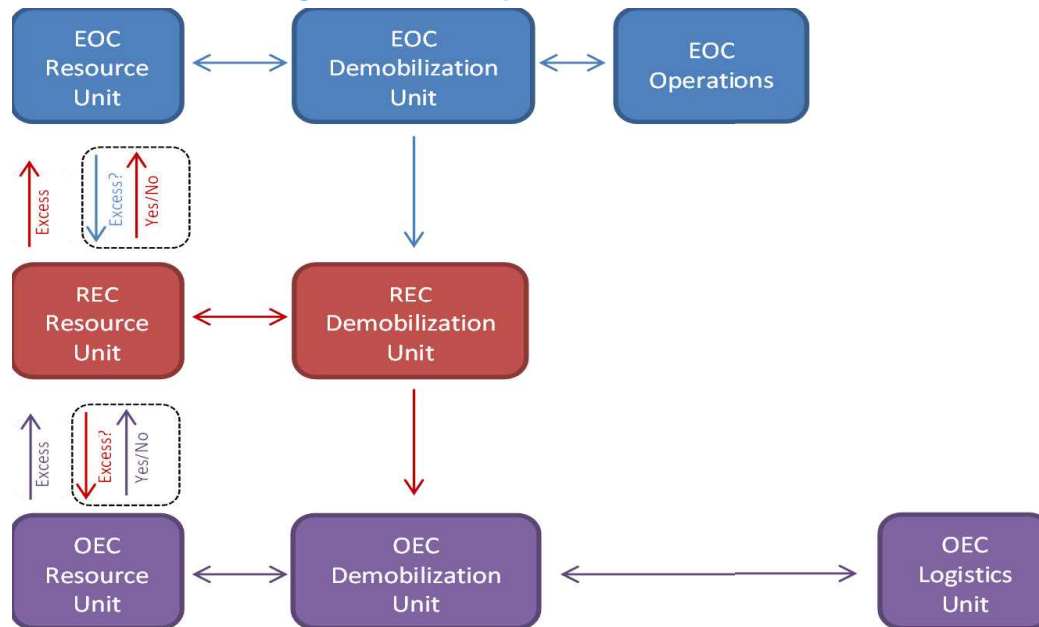 EOC
Resource
Unit
EOC
Demobilization
Unit
EOC
Operations
Excess
Excess?
Yes/No
REC
Resource
Unit
REC
Demobilization
Unit
Excess
Excess?
Yes/No
OEC
Resource
Unit
OEC
Demobilization
Unit
OEC
Logistics
Unit